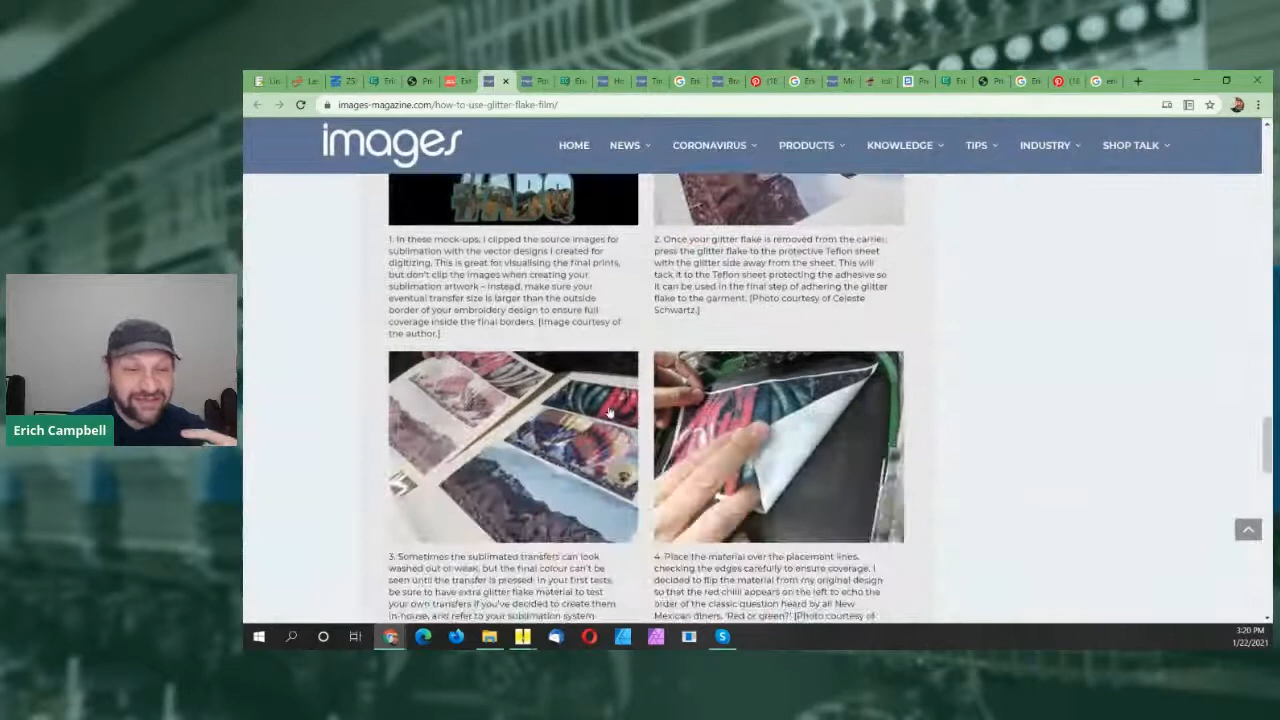 images-magazine.com/how-to-use-glitter-flake-film/
images
HOME
NEWS
CORONAVIRUS
PRODUCTS
KNOWLEDGE
TIPS
INDUSTRY
SHOP TALK
1. In these mock-ups, I clipped the source images for
sublimation with the vector designs I created for
digitizing. This is great for visualising the final prints,
but don't clip the images when creating your
sublimation artwork – instead, make sure your
eventual transfer size is larger than the outside
border of your embroidery design to ensure full
coverage inside the final borders. [Image courtesy of
the author.]
2. Once your glitter flake is removed from the carrier,
press the glitter flake to the protective Teflon sheet
with the glitter side away from the sheet. This will
tack it to the Teflon sheet protecting the adhesive so
it can be used in the final step of adhering the glitter
flake to the garment. [Photo courtesy of Celeste
Schwartz.]
3. Sometimes the sublimated transfers can look
washed out or weak, but the final colour can't be
seen until the transfer is pressed: in your first tests,
be sure to have extra glitter flake material to test
your own transfers if you've decided to create them
in-house, and refer to your sublimation system
4. Place the material over the placement lines,
checking the edges carefully to ensure coverage. I
decided to flip the material from my original design
so that the red chilli appears on the left to echo the
order of the classic question heard by all New
Mexican diners, 'Red or green?' [Photo courtesy of
Erich Campbell
3:20 PM
1/22/2021